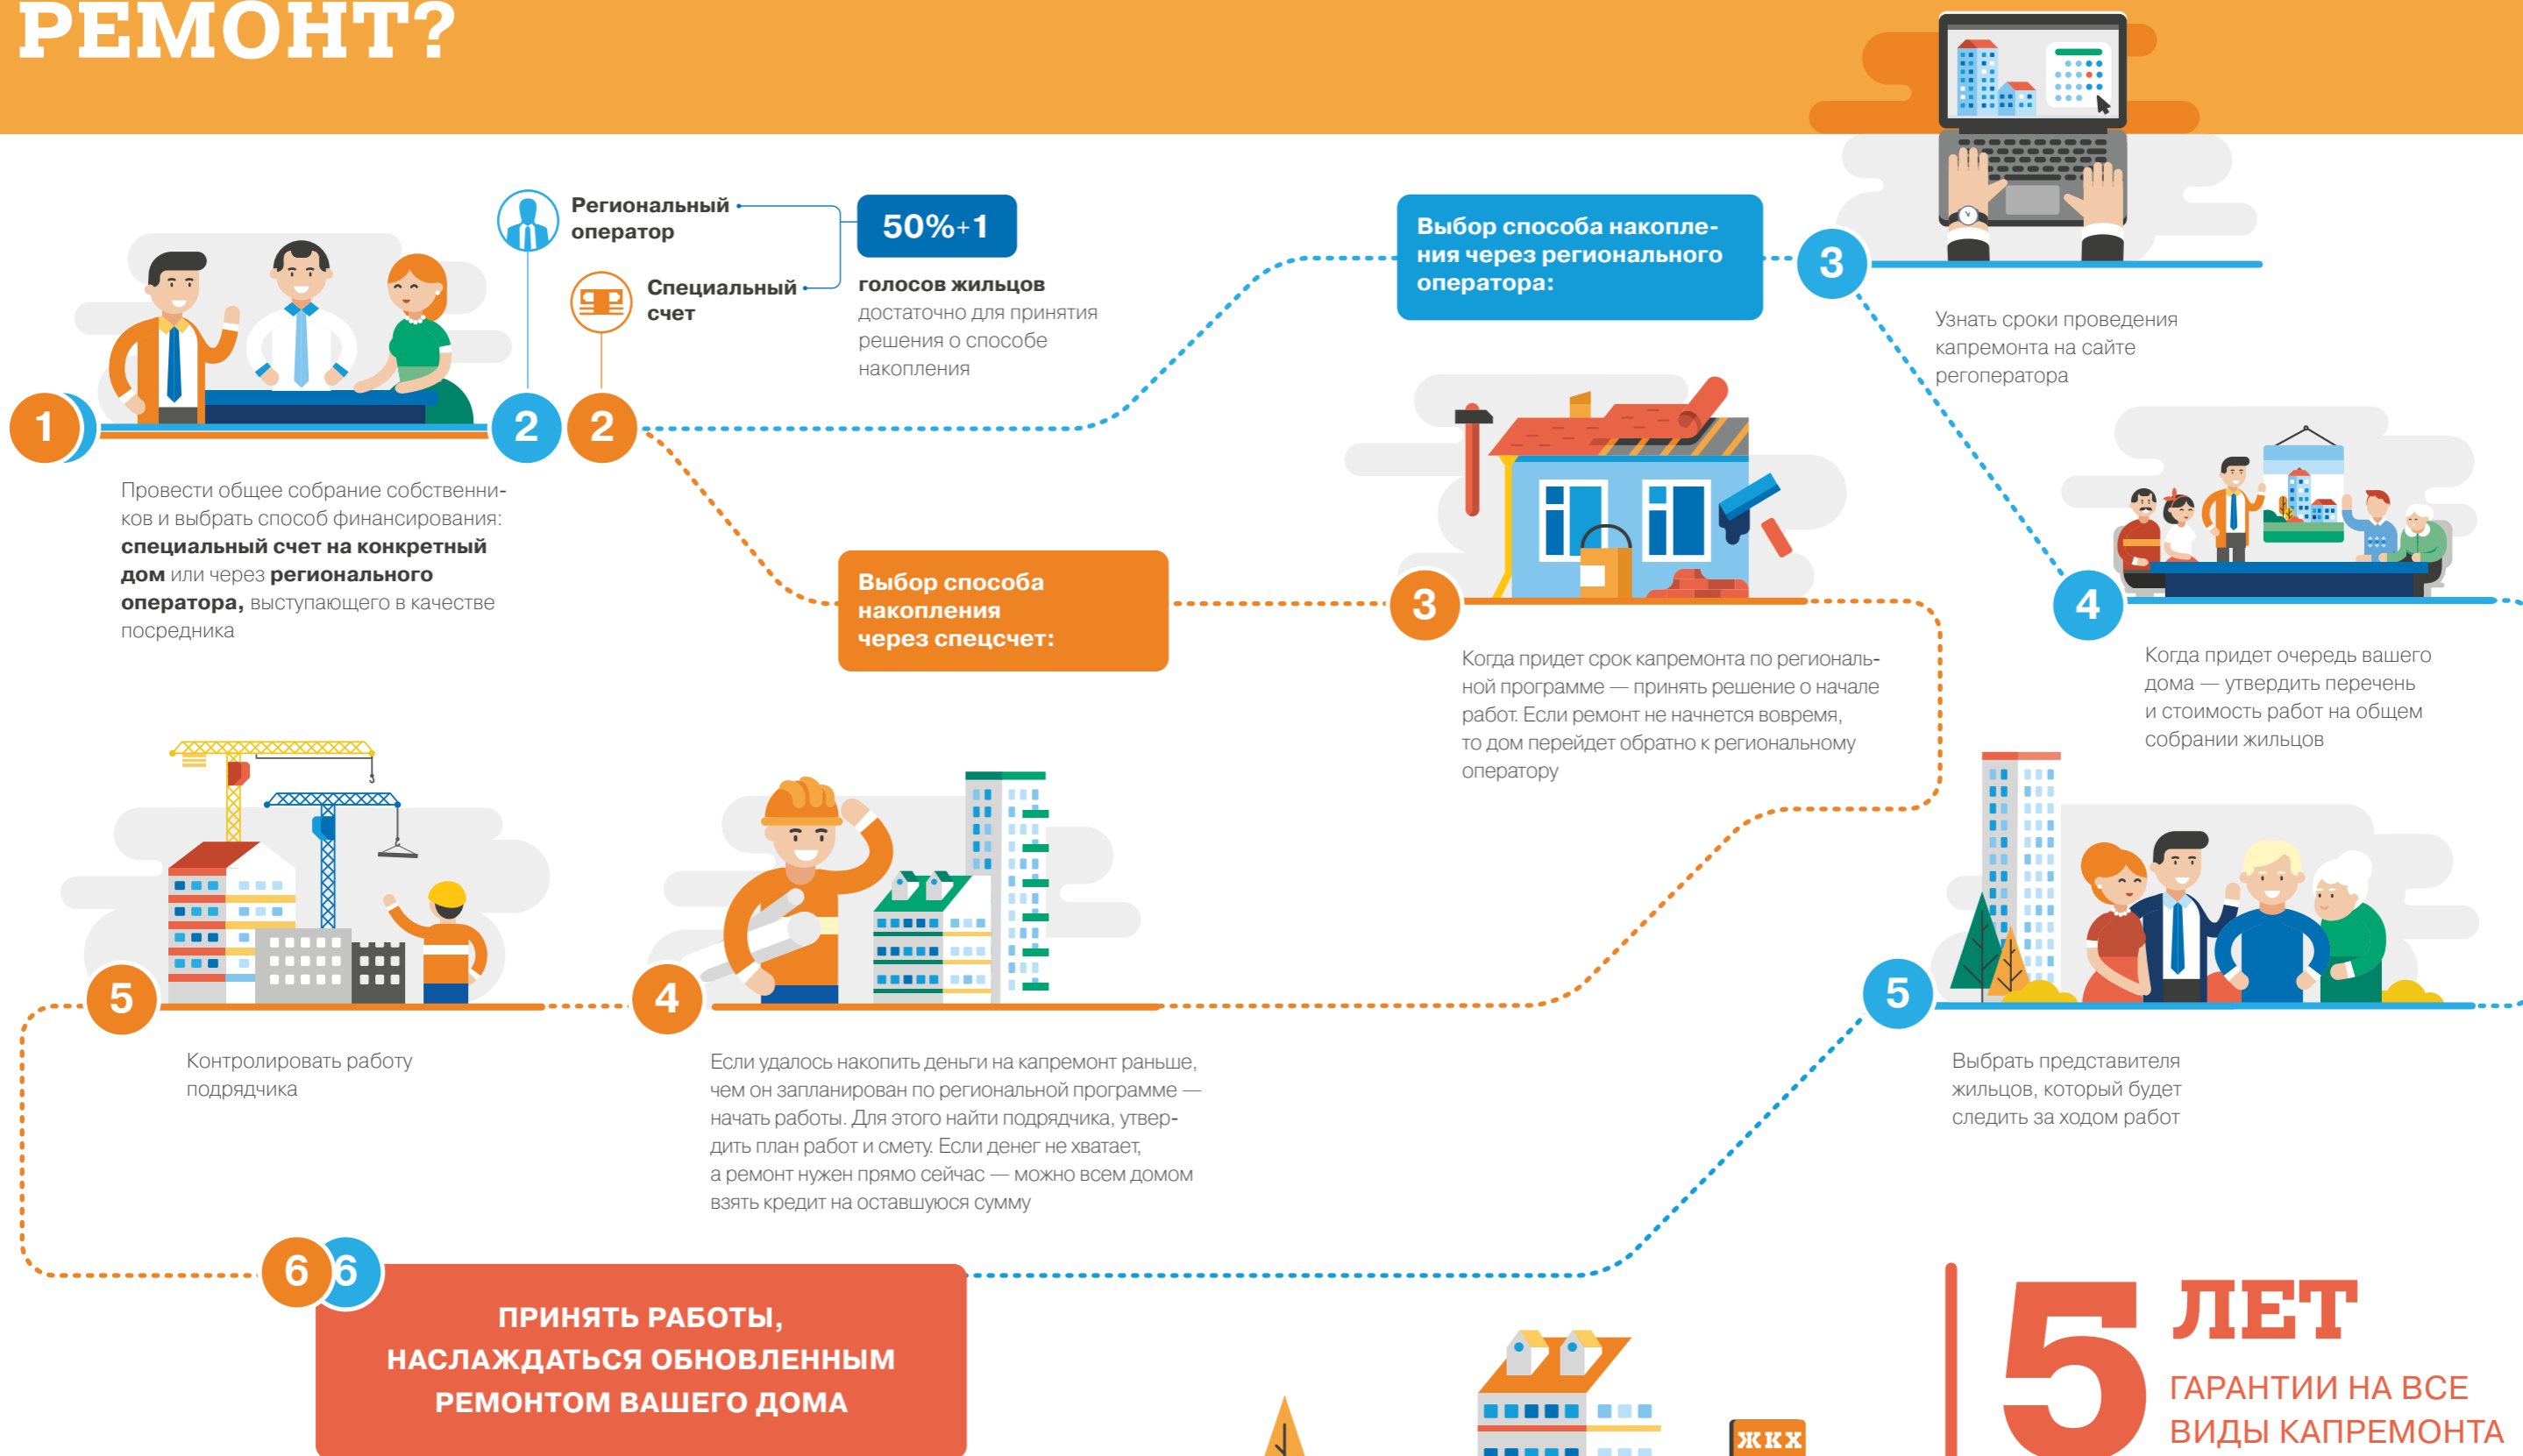 РЕМОНТ?
1
Провести общее собрание собственни-
ков и выбрать способ финансирования:
специальный счет на конкретный
дом или через регионального
оператора, выступающего в качестве
посредника
2
2
Региональный
оператор
Специальный
счет
50%+1
голосов жильцов
достаточно для принятия
решения о способе
накопления
Выбор способа накопле-
ния через регионального
оператора:
3
Узнать сроки проведения
капремонта на сайте
регоператора
4
Когда придет очередь вашего
дома — утвердить перечень
и стоимость работ на общем
собрании жильцов
5
Выбрать представителя
жильцов, который будет
следить за ходом работ
Выбор способа
накопления
через спецсчет:
3
Когда придет срок капремонта по региональ-
ной программе — принять решение о начале
работ. Если ремонт не начнется вовремя,
то дом перейдет обратно к региональному
оператору
4
Если удалось накопить деньги на капремонт раньше,
чем он запланирован по региональной программе —
начать работы. Для этого найти подрядчика, утвер-
дить план работ и смету. Если денег не хватает,
а ремонт нужен прямо сейчас — можно всем домом
взять кредит на оставшуюся сумму
5
Контролировать работу
подрядчика
6
6
ПРИНЯТЬ РАБОТЫ,
НАСЛАЖДАТЬСЯ ОБНОВЛЕННЫМ
РЕМОНТОМ ВАШЕГО ДОМА
ЖКХ
5 ЛЕТ
ГАРАНТИИ НА ВСЕ
ВИДЫ КАПРЕМОНТА